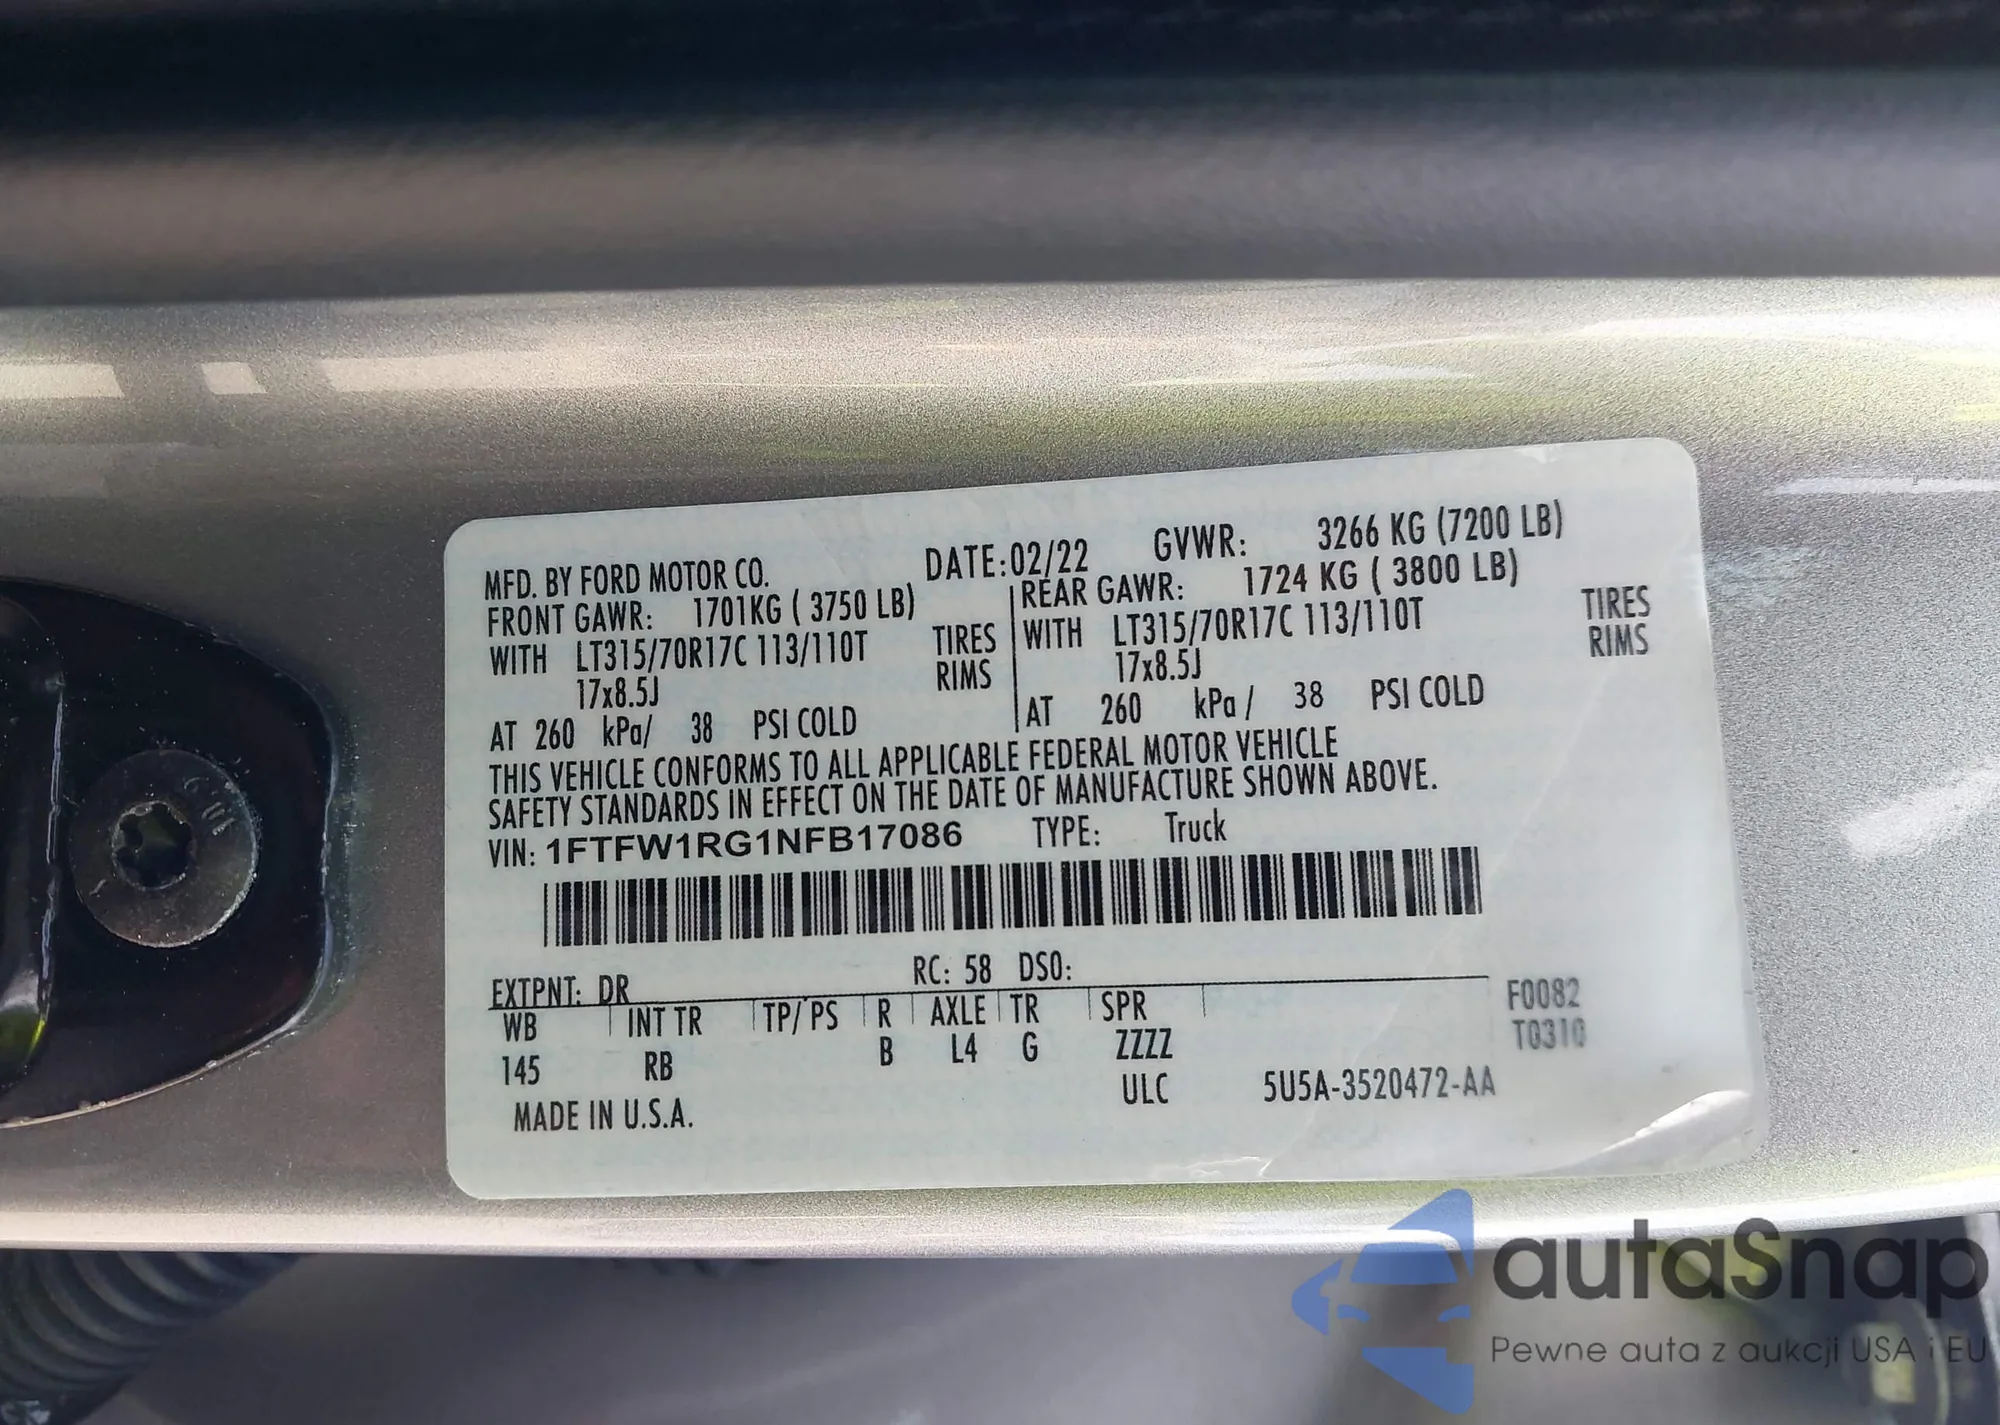 MFD. BY FORD MOTOR CO. DATE:02/22 GVWR: 3266 KG (7200 LB)
FRONT GAWR: 1701KG ( 3750 LB) REAR GAWR: 1724 KG ( 3800 LB)
WITH LT315/70R17C 113/110T TIRES WITH LT315/70R17C 113/110T TIRES
17x8.5J RIMS 17x8.5J RIMS
AT 260 kPa/ 38 PSI COLD AT 260 kPa/ 38 PSI COLD
THIS VEHICLE CONFORMS TO ALL APPLICABLE FEDERAL MOTOR VEHICLE
SAFETY STANDARDS IN EFFECT ON THE DATE OF MANUFACTURE SHOWN ABOVE.
VIN: 1FTFW1RG1NFB17086 TYPE: Truck
EXTPNT: DR RC: 58 DSO:
WB INT TR TP/PS R AXLE TR SPR F0082
145 RB B L4 G ZZZZ T0310
ULC 5U5A-3520472-AA
MADE IN U.S.A.
autaSnap
Pewne auta z aukcji USA i EU